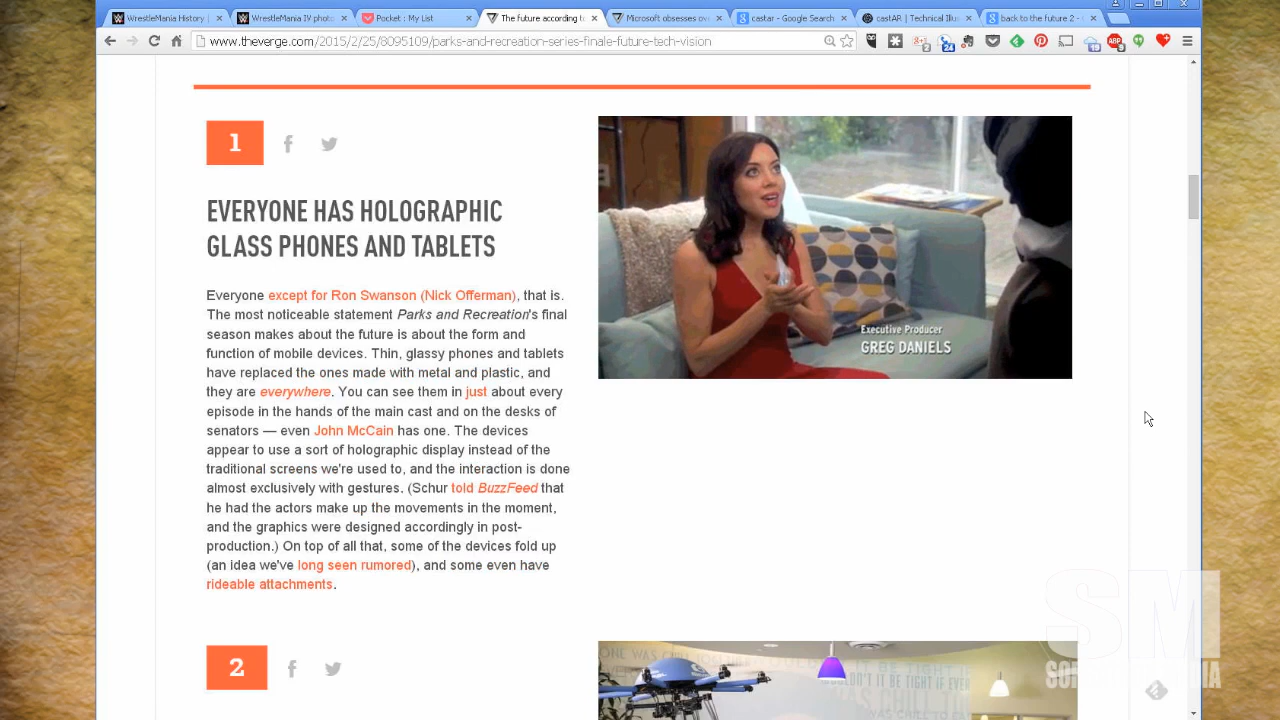 WrestleMania History |
WrestleMania IV photo
Pocket : My List
The future according to
Microsoft obsesses ove
castar - Google Search
castAR | Technical Illus
back to the future 2 - G
www.theverge.com/2015/2/25/8095109/parks-and-recreation-series-finale-future-tech-vision
1
EVERYONE HAS HOLOGRAPHIC
GLASS PHONES AND TABLETS
Everyone except for Ron Swanson (Nick Offerman), that is.
The most noticeable statement Parks and Recreation's final
season makes about the future is about the form and
function of mobile devices. Thin, glassy phones and tablets
have replaced the ones made with metal and plastic, and
they are everywhere. You can see them in just about every
episode in the hands of the main cast and on the desks of
senators — even John McCain has one. The devices
appear to use a sort of holographic display instead of the
traditional screens we're used to, and the interaction is done
almost exclusively with gestures. (Schur told BuzzFeed that
he had the actors make up the movements in the moment,
and the graphics were designed accordingly in post-
production.) On top of all that, some of the devices fold up
(an idea we've long seen rumored), and some even have
rideable attachments.
Executive Producer
GREG DANIELS
2
SM